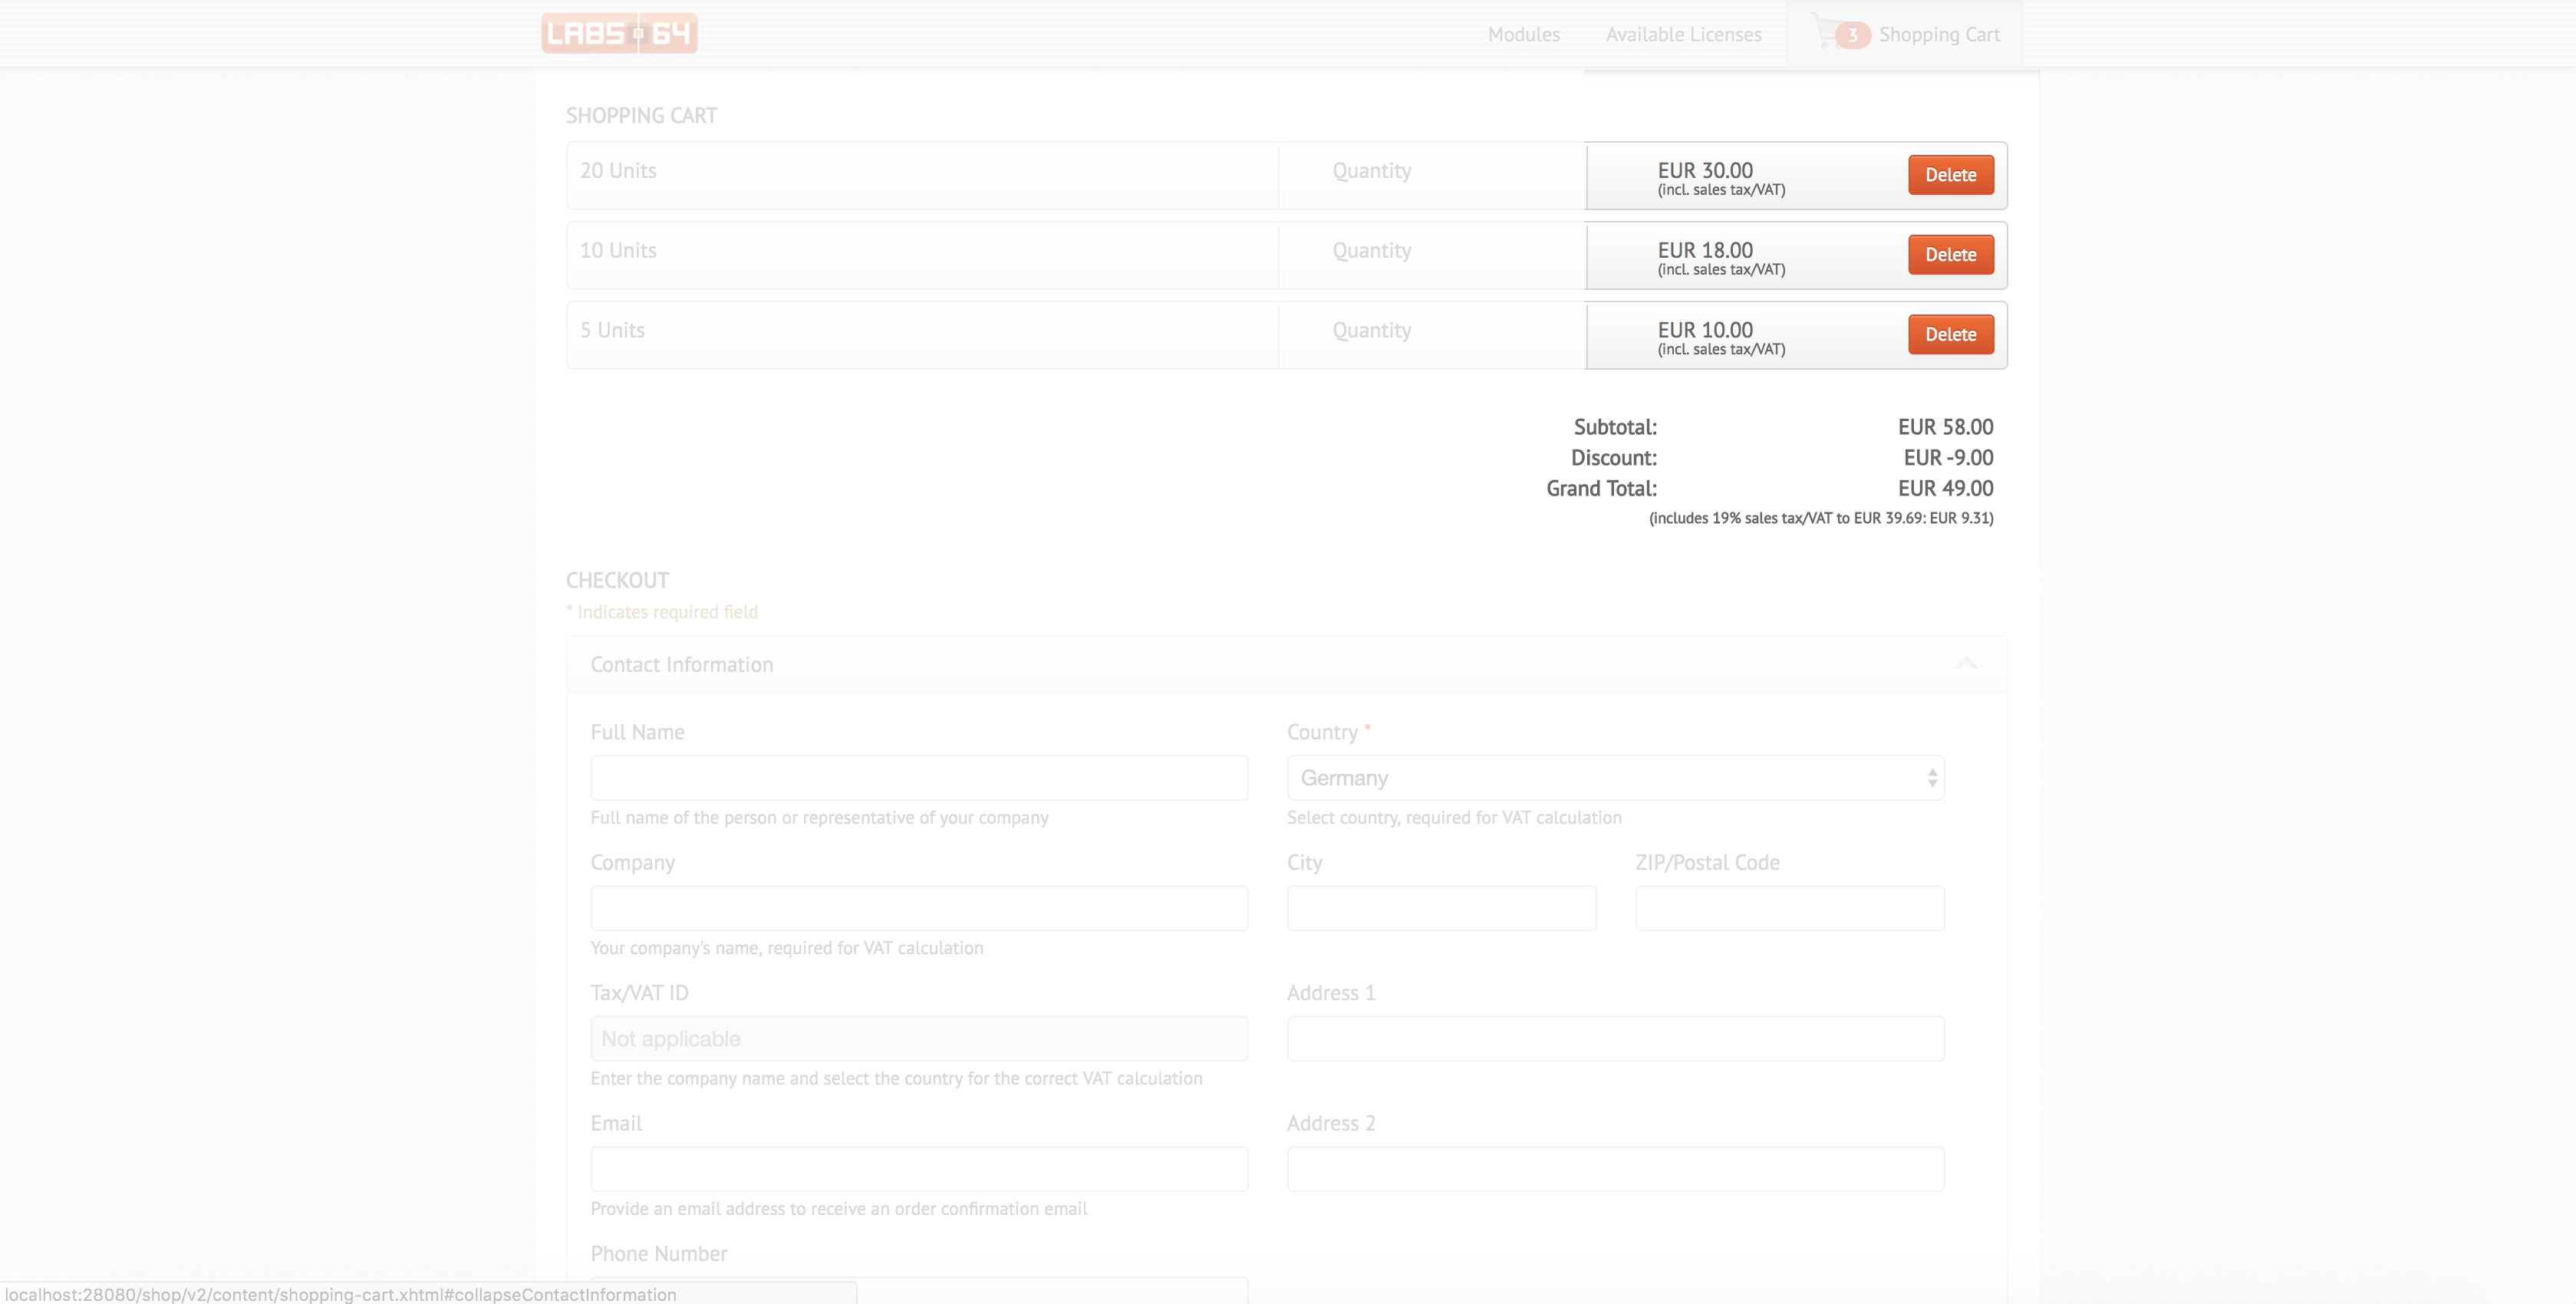 LABS 64
Modules Available Licenses 3 Shopping Cart
SHOPPING CART
20 Units Quantity EUR 30.00 Delete
(incl. sales tax/VAT)
10 Units Quantity EUR 18.00 Delete
(incl. sales tax/VAT)
5 Units Quantity EUR 10.00 Delete
(incl. sales tax/VAT)
Subtotal: EUR 58.00
Discount: EUR -9.00
Grand Total: EUR 49.00
(includes 19% sales tax/VAT to EUR 39.69: EUR 9.31)
CHECKOUT
* Indicates required field
Contact Information
Full Name Country *
Germany
Full name of the person or representative of your company Select country, required for VAT calculation
Company City ZIP/Postal Code
Your company's name, required for VAT calculation
Tax/VAT ID Address 1
Not applicable
Enter the company name and select the country for the correct VAT calculation
Email Address 2
Provide an email address to receive an order confirmation email
Phone Number
localhost:28080/shop/v2/content/shopping-cart.xhtml#collapseContactInformation